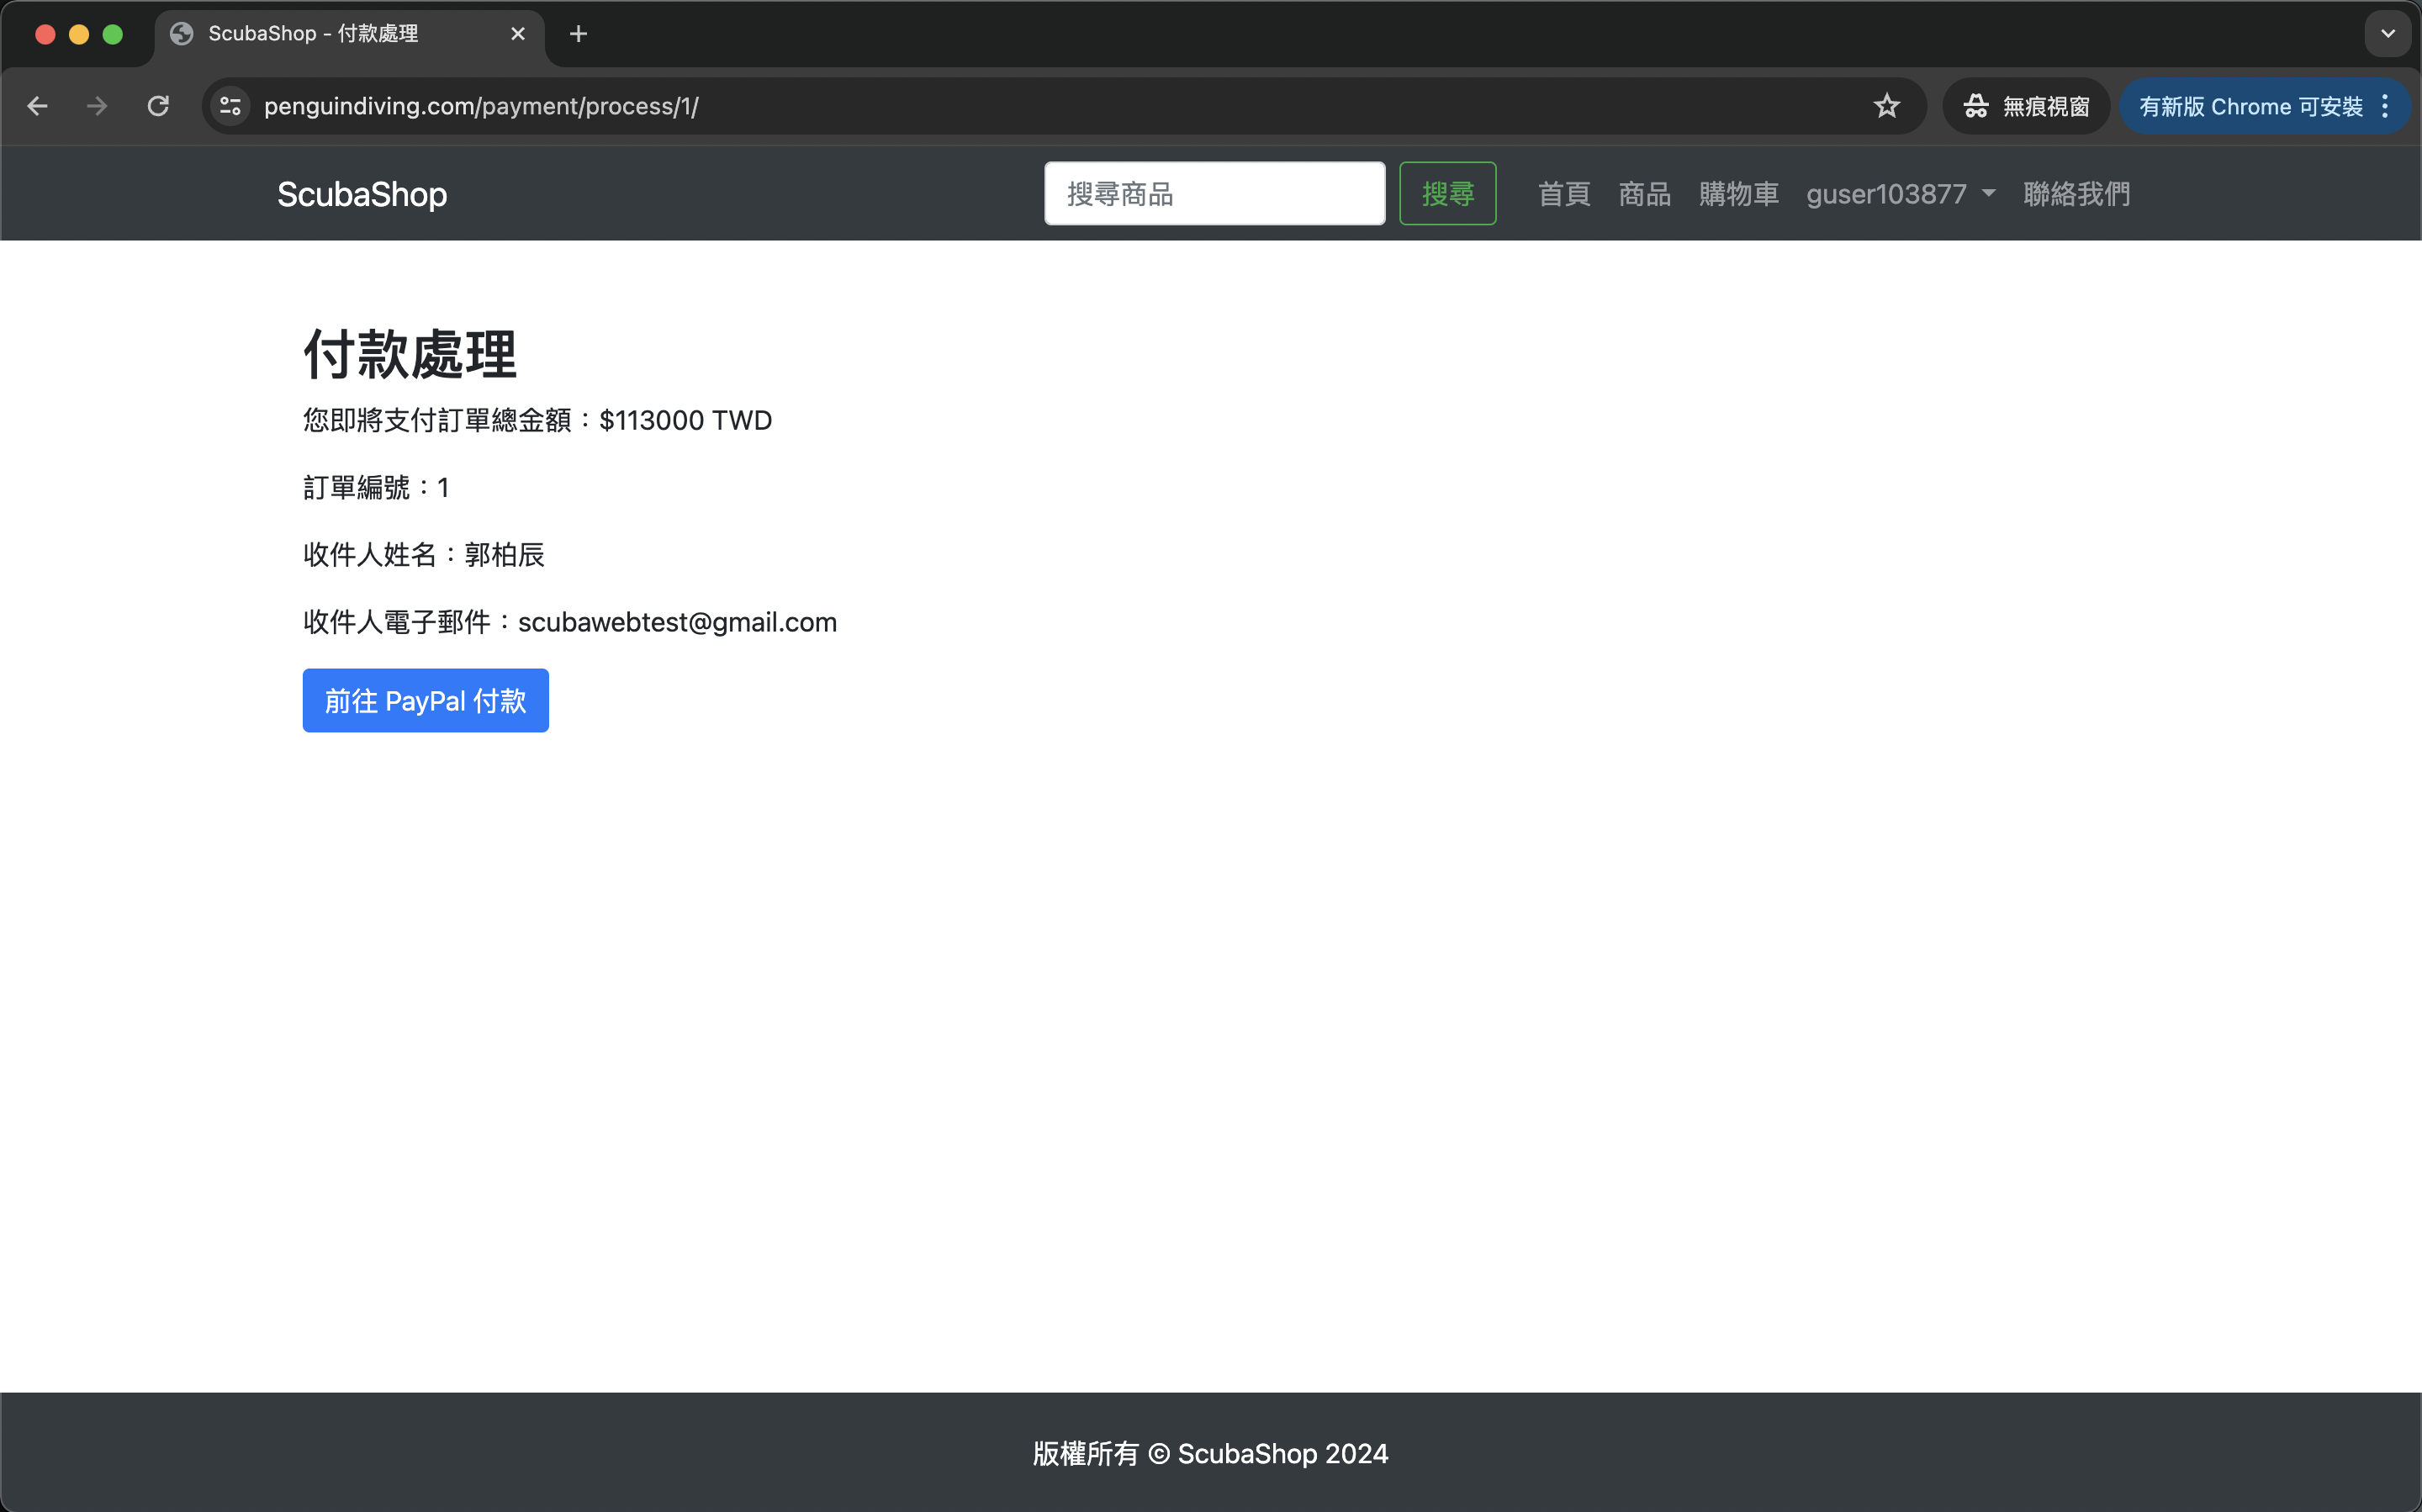 ScubaShop - 付款處理
penguindiving.com/payment/process/1/
無痕視窗
有新版 Chrome 可安裝
ScubaShop
搜尋商品
搜尋
首頁
商品
購物車
guser103877
聯絡我們
付款處理
您即將支付訂單總金額：$113000 TWD
訂單編號：1
收件人姓名：郭柏辰
收件人電子郵件：scubawebtest@gmail.com
前往 PayPal 付款
版權所有 © ScubaShop 2024